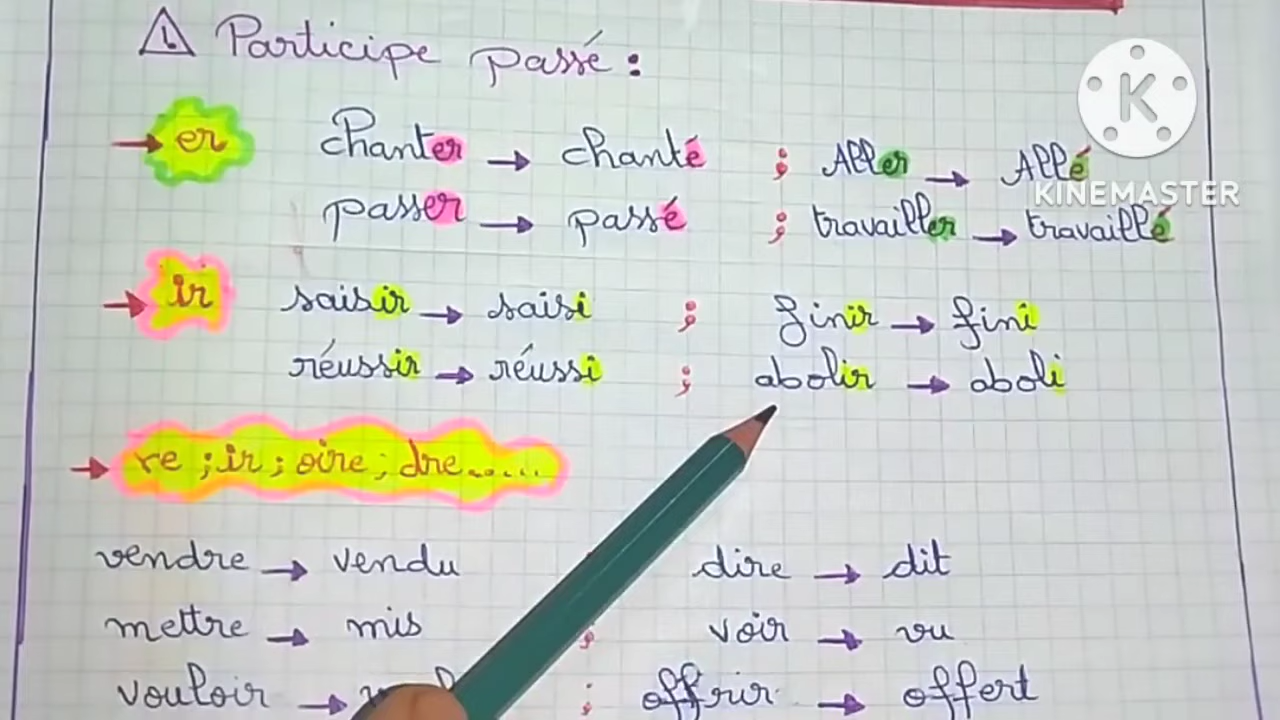 Participe passé :
→ er Chanter → chanté ; Aller → Allé
passer → passé ; travailler → travaillé
→ ir saisir → saisi ; finir → fini
réussir → réussi ; abolir → aboli
→ re ; ir ; oire ; dre.....
vendre → vendu dire → dit
mettre → mis ; voir → vu
vouloir → ; offrir → offert
K
KINEMASTER